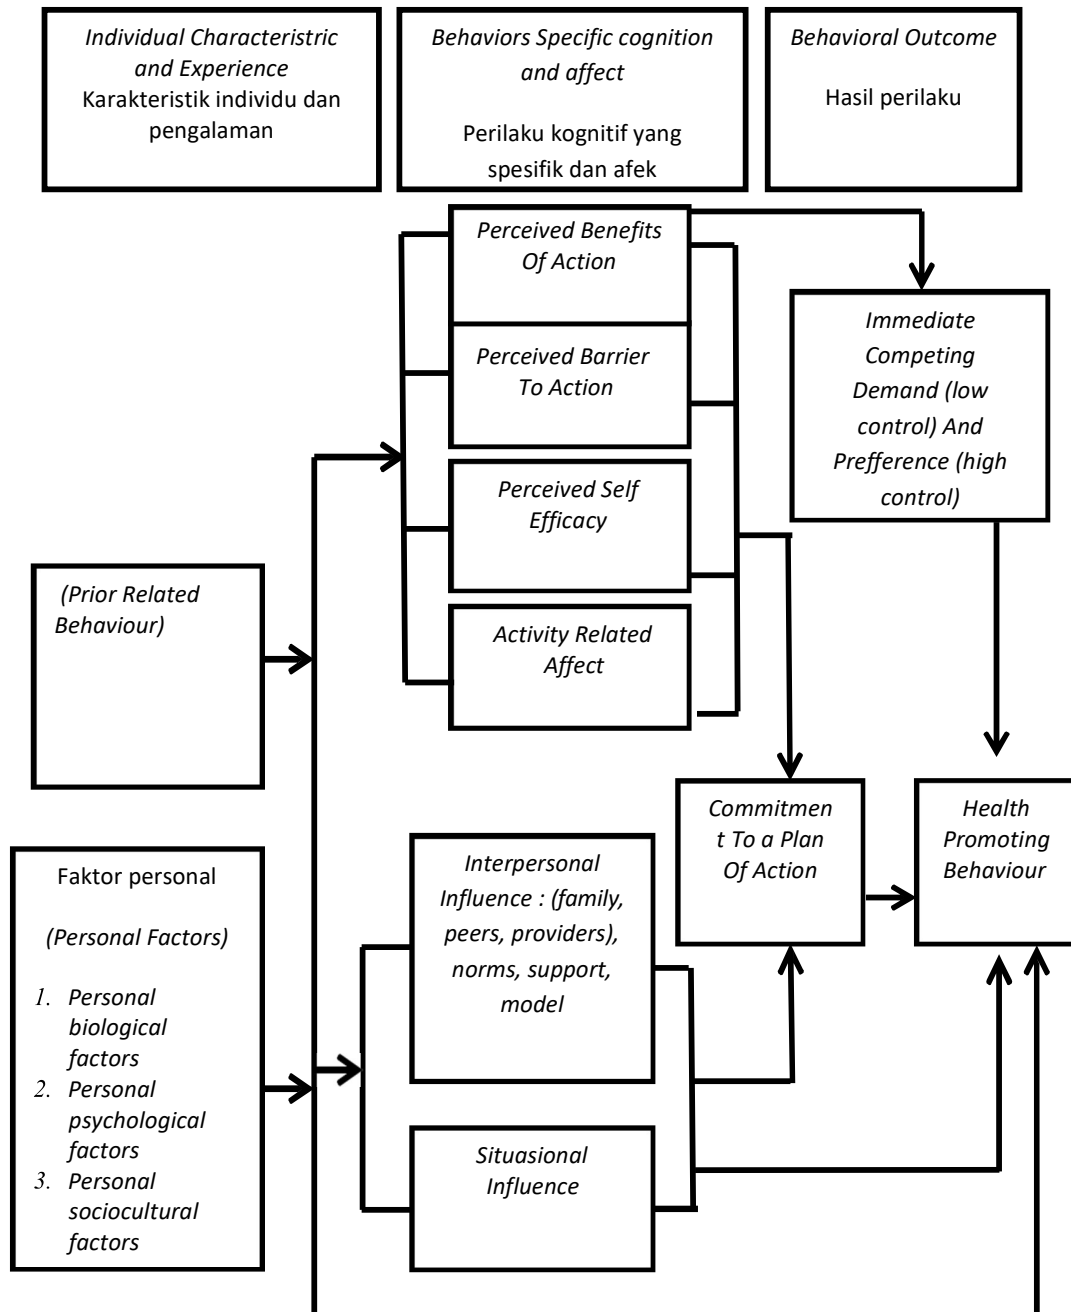 Individual Characteristric
and Experience
Karakteristik individu dan
pengalaman
Behaviors Specific cognition
and affect
Perilaku kognitif yang
spesifik dan afek
Behavioral Outcome
Hasil perilaku
Perceived Benefits
Of Action
Perceived Barrier
To Action
Perceived Self
Efficacy
Activity Related
Affect
Immediate
Competing
Demand (low
control) And
Prefference (high
control)
(Prior Related
Behaviour)
Faktor personal
(Personal Factors)
1. Personal
biological
factors
2. Personal
psychological
factors
3. Personal
sociocultural
factors
Interpersonal
Influence : (family,
peers, providers),
norms, support,
model
Situasional
Influence
Commitmen
t To a Plan
Of Action
Health
Promoting
Behaviour